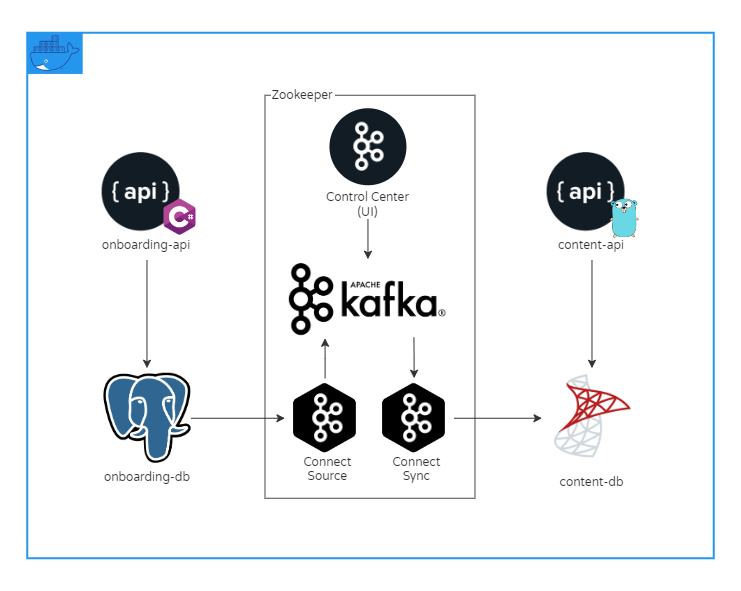 Zookeeper
Control Center
(UI)
{ api }
C#
onboarding-api
{ api }
content-api
APACHE
kafka®
Connect
Source
Connect
Sync
onboarding-db
content-db